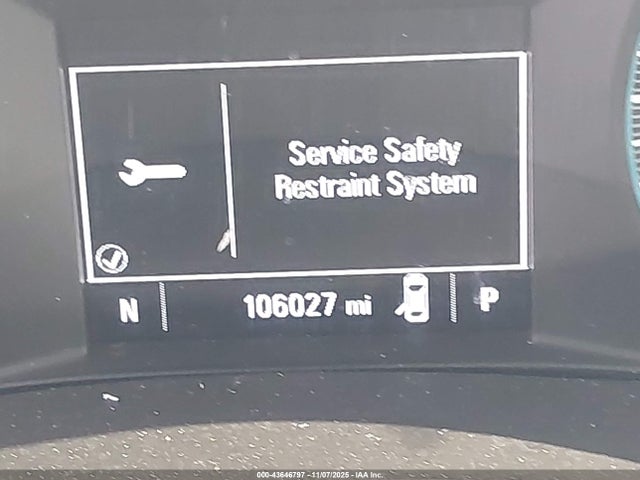 Service Safety
Restraint System
N 106027 mi P
000-43646797 - 11/07/2025 - IAA Inc.